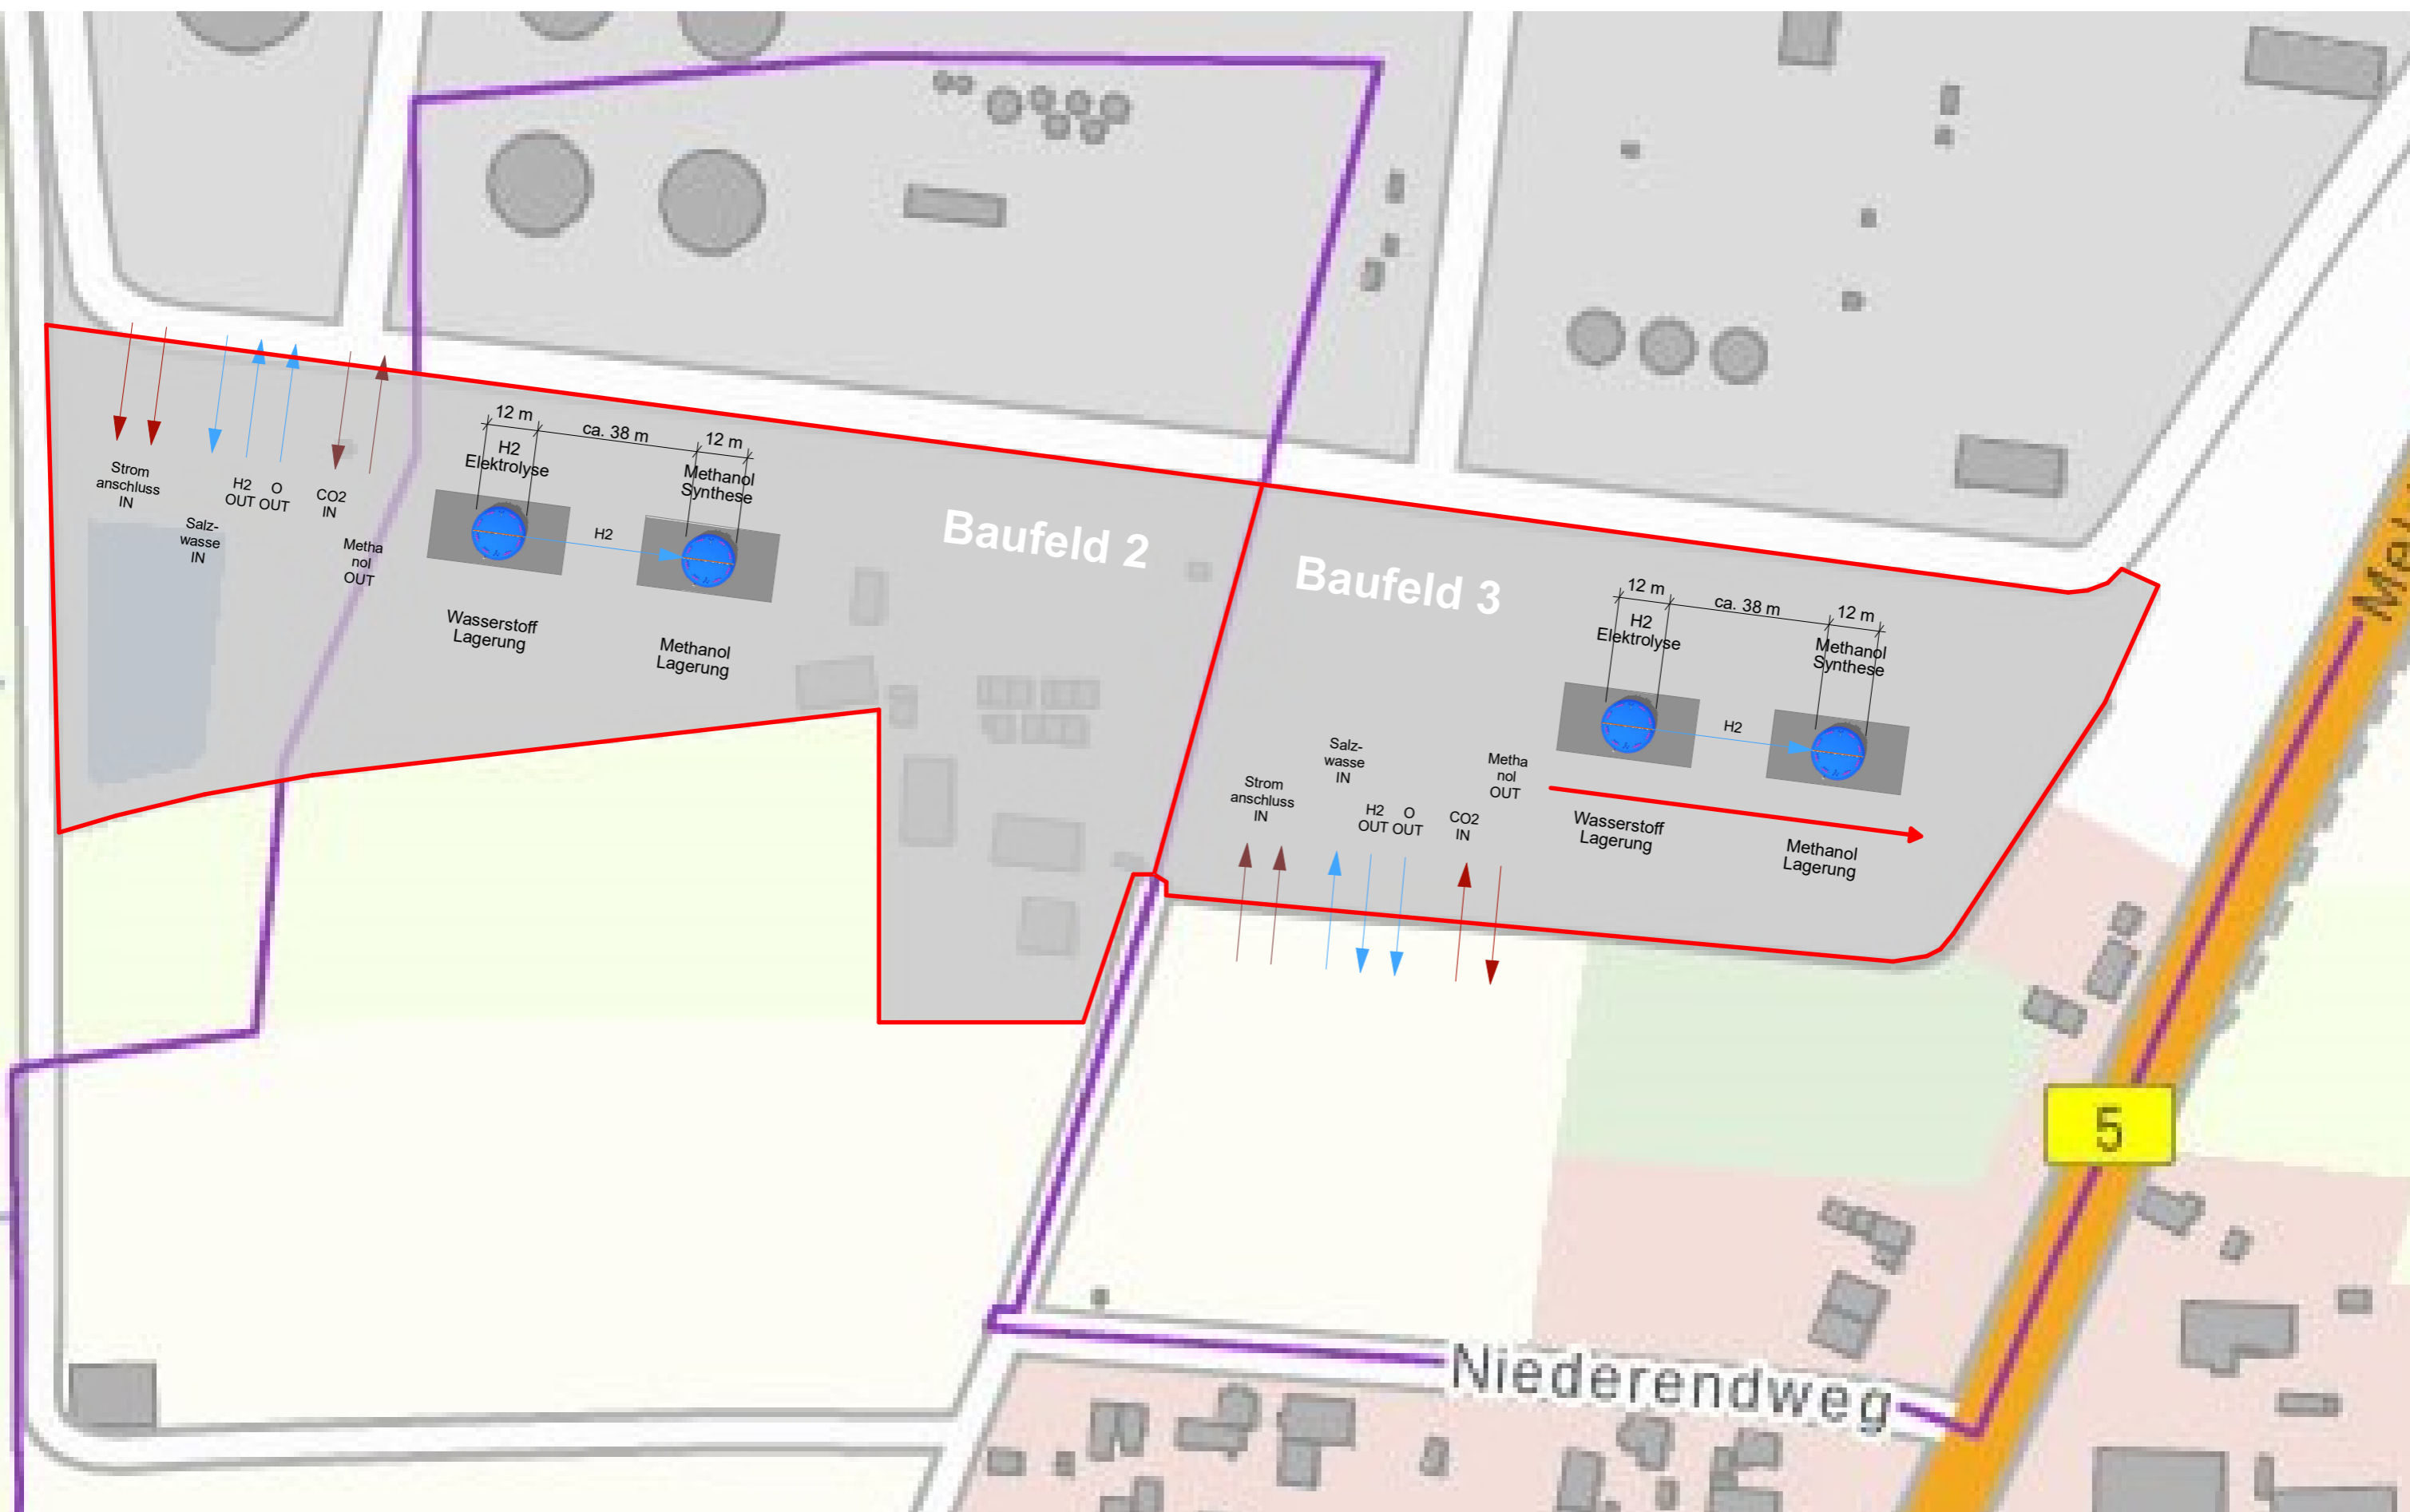 12 m
ca. 38 m
12 m
H2
Elektrolyse
Methanol
Synthese
Strom
anschluss
IN
Salz-
wasse
IN
H2
OUT
O
OUT
CO2
IN
Metha
nol
OUT
H2
Wasserstoff
Lagerung
Methanol
Lagerung
Baufeld 2
Baufeld 3
12 m
ca. 38 m
12 m
H2
Elektrolyse
Methanol
Synthese
H2
Strom
anschluss
IN
Salz-
wasse
IN
H2
OUT
O
OUT
CO2
IN
Metha
nol
OUT
Wasserstoff
Lagerung
Methanol
Lagerung
5
Niederendweg